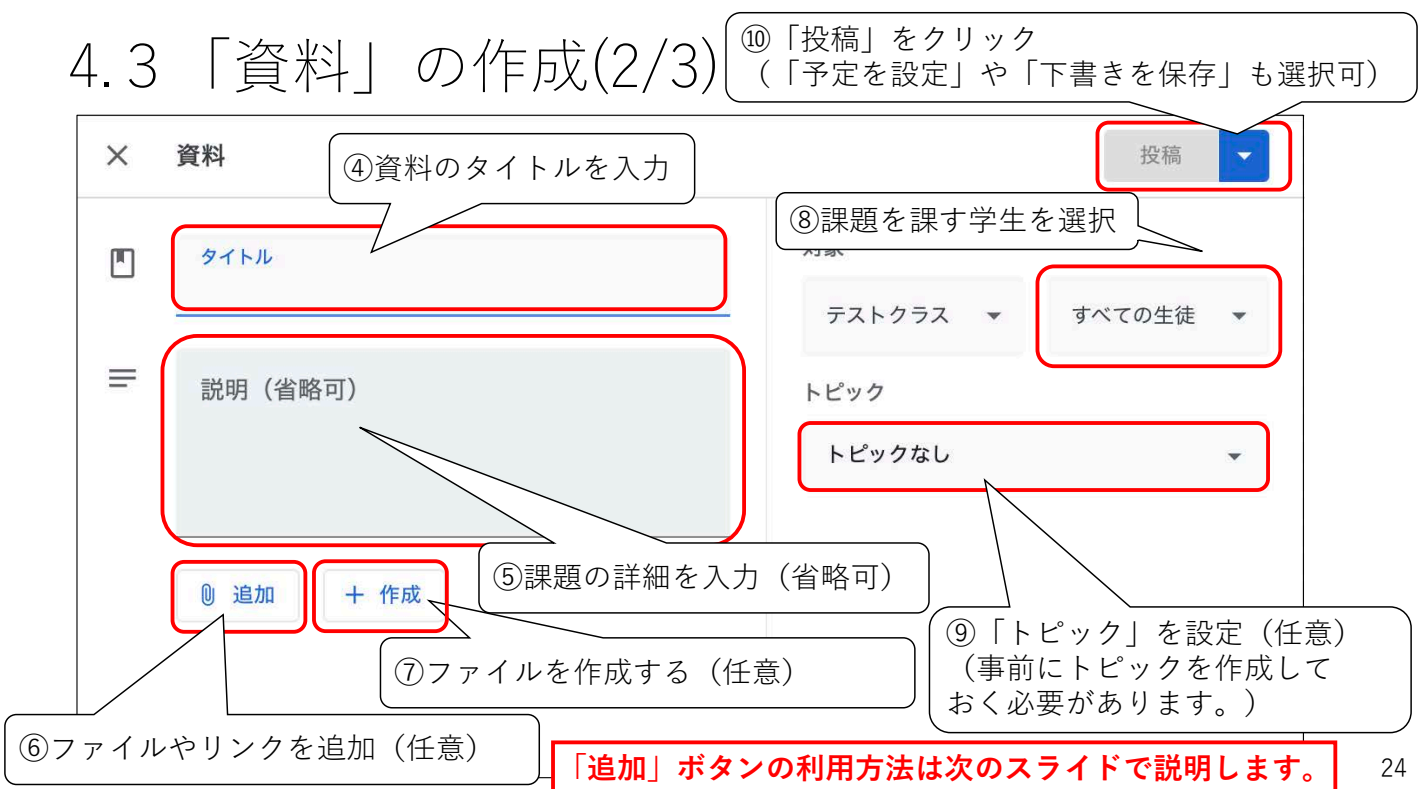 4.3「資料」の作成(2/3)
⑩「投稿」をクリック
(「予定を設定」や「下書きを保存」も選択可)
資料
④資料のタイトルを入力
投稿
⑧課題を課す学生を選択
タイトル
対象
テストクラス
すべての生徒
説明（省略可）
トピック
トピックなし
⑤課題の詳細を入力（省略可）
追加
＋ 作成
⑦ファイルを作成する（任意）
⑨「トピック」を設定（任意）
（事前にトピックを作成して
おく必要があります。）
⑥ファイルやリンクを追加（任意）
「追加」ボタンの利用方法は次のスライドで説明します。
24